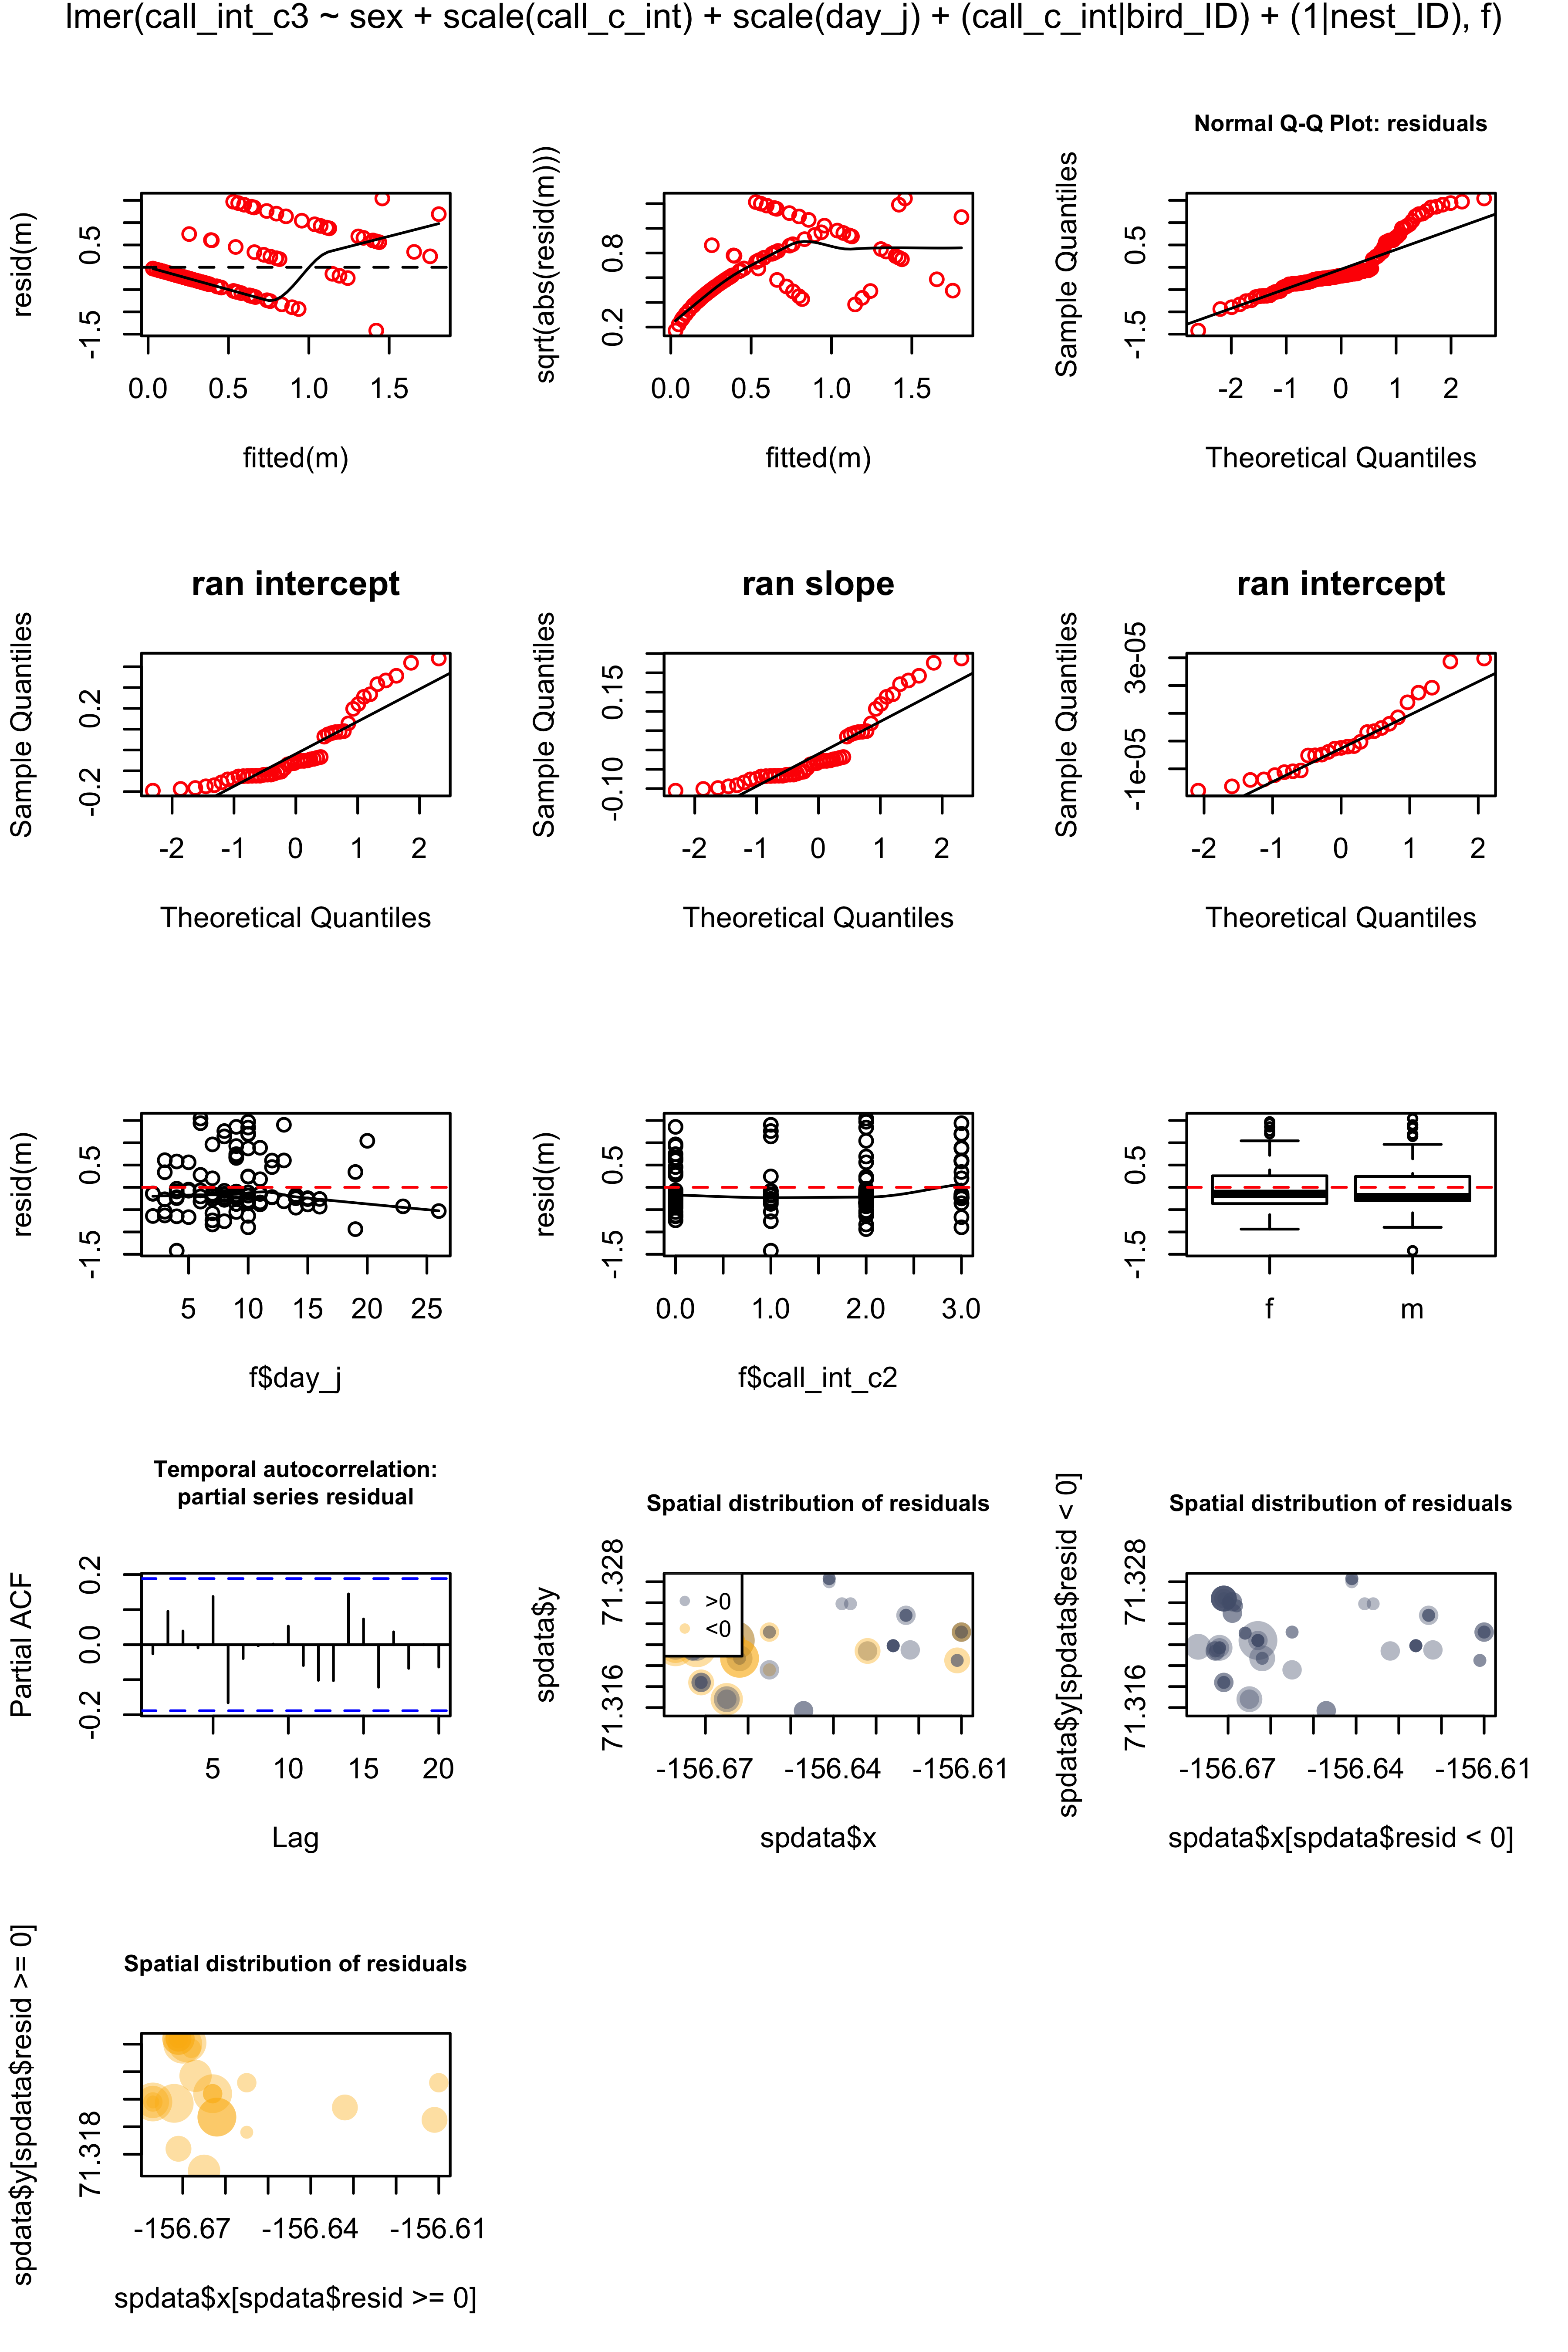 lmer(call_int_c3 ~ sex + scale(call_c_int) + scale(day_j) + (call_c_int|bird_ID) + (1|nest_ID), f)
resid(m)
-1.5 0.5
0.0 0.5 1.0 1.5
fitted(m)
sqrt(abs(resid(m)))
0.2 0.8
0.0 0.5 1.0 1.5
fitted(m)
Normal Q-Q Plot: residuals
Sample Quantiles
-1.5 0.5
-2 -1 0 1 2
Theoretical Quantiles
ran intercept
Sample Quantiles
-0.2 0.2
-2 -1 0 1 2
Theoretical Quantiles
ran slope
Sample Quantiles
-0.10 0.15
-2 -1 0 1 2
Theoretical Quantiles
ran intercept
Sample Quantiles
-1e-05 3e-05
-2 -1 0 1 2
Theoretical Quantiles
resid(m)
-1.5 0.5
5 10 15 20 25
f$day_j
resid(m)
-1.5 0.5
0.0 1.0 2.0 3.0
f$call_int_c2
-1.5 0.5
f m
Temporal autocorrelation:
partial series residual
Partial ACF
-0.2 0.0 0.2
5 10 15 20
Lag
Spatial distribution of residuals
spdata$y
71.316 71.328
>0
<0
-156.67 -156.64 -156.61
spdata$x
Spatial distribution of residuals
spdata$y[spdata$resid < 0]
71.316 71.328
-156.67 -156.64 -156.61
spdata$x[spdata$resid < 0]
Spatial distribution of residuals
spdata$y[spdata$resid >= 0]
71.318
-156.67 -156.64 -156.61
spdata$x[spdata$resid >= 0]